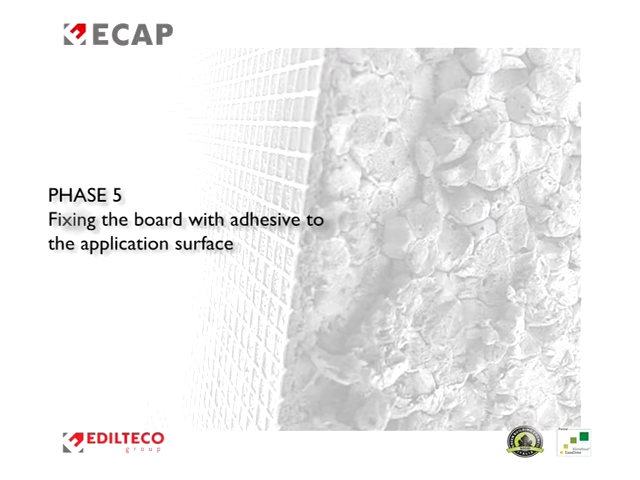 ECAP
PHASE 5
Fixing the board with adhesive to
the application surface
EDILTECO
group